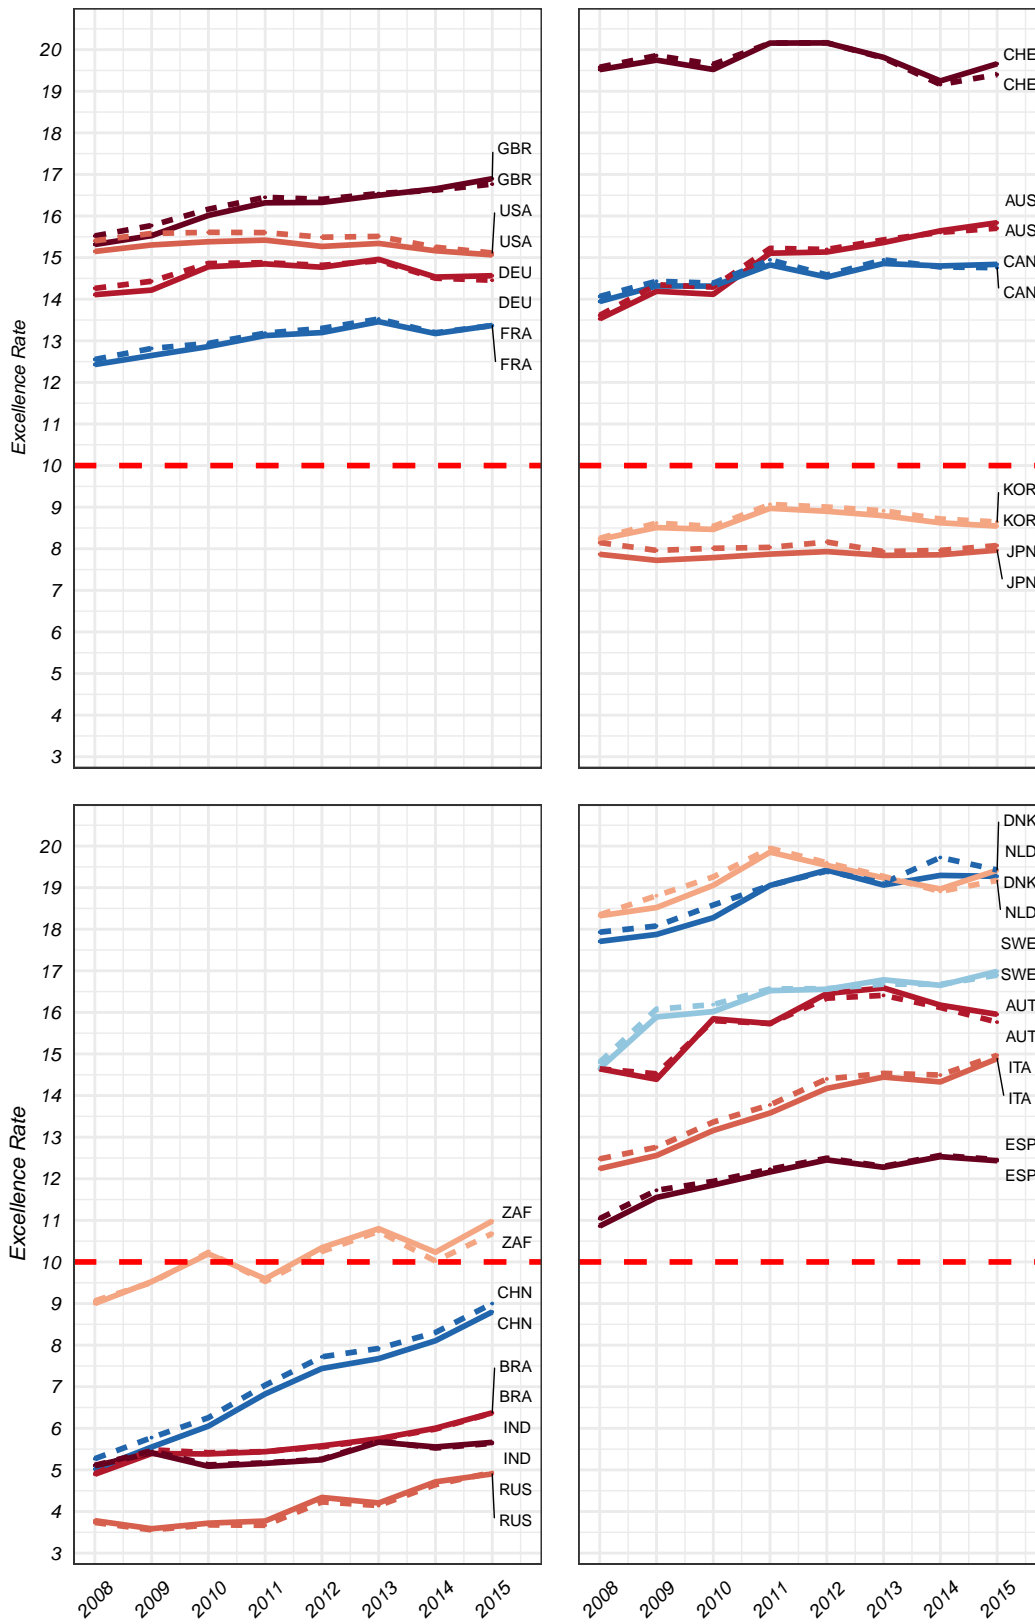 20
19
18
17
16
15
14
13
12
11
10
9
8
7
6
5
4
3
Excellence Rate
GBR
GBR
USA
USA
DEU
DEU
FRA
FRA
CHE
CHE
AUS
AUS
CAN
CAN
KOR
KOR
JPN
JPN
20
19
18
17
16
15
14
13
12
11
10
9
8
7
6
5
4
3
Excellence Rate
ZAF
ZAF
CHN
CHN
BRA
BRA
IND
IND
RUS
RUS
2008 2009 2010 2011 2012 2013 2014 2015
DNK
NLD
DNK
NLD
SWE
SWE
AUT
AUT
ITA
ITA
ESP
ESP
2008 2009 2010 2011 2012 2013 2014 2015